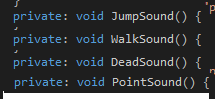 }
private: void JumpSound() {
}
private: void WalkSound() {
}
private: void DeadSound() {
}
private: void PointSound() {